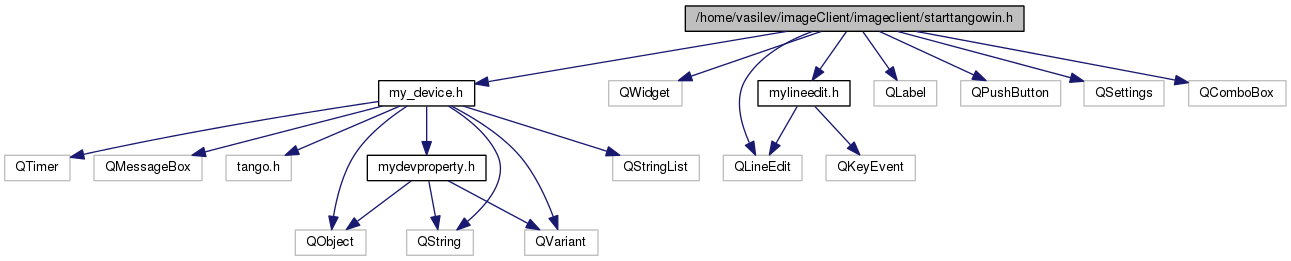 /home/vasilev/imageClient/imageclient/starttangowin.h
my_device.h
QWidget
mylineedit.h
QLabel
QPushButton
QSettings
QComboBox
QTimer
QMessageBox
tango.h
mydevproperty.h
QStringList
QLineEdit
QKeyEvent
QObject
QString
QVariant